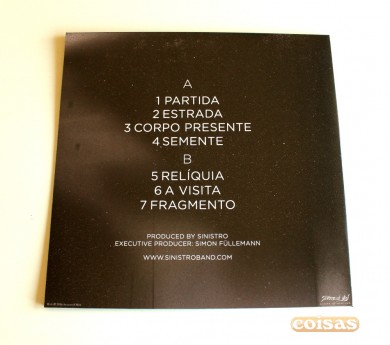 A
1 PARTIDA
2 ESTRADA
3 CORPO PRESENTE
4 SEMENTE
B
5 RELÍQUIA
6 A VISITA
7 FRAGMENTO
PRODUCED BY SINISTRO
EXECUTIVE PRODUCER: SIMON FÜLLEMANN
WWW.SINISTROBAND.COM
coisas